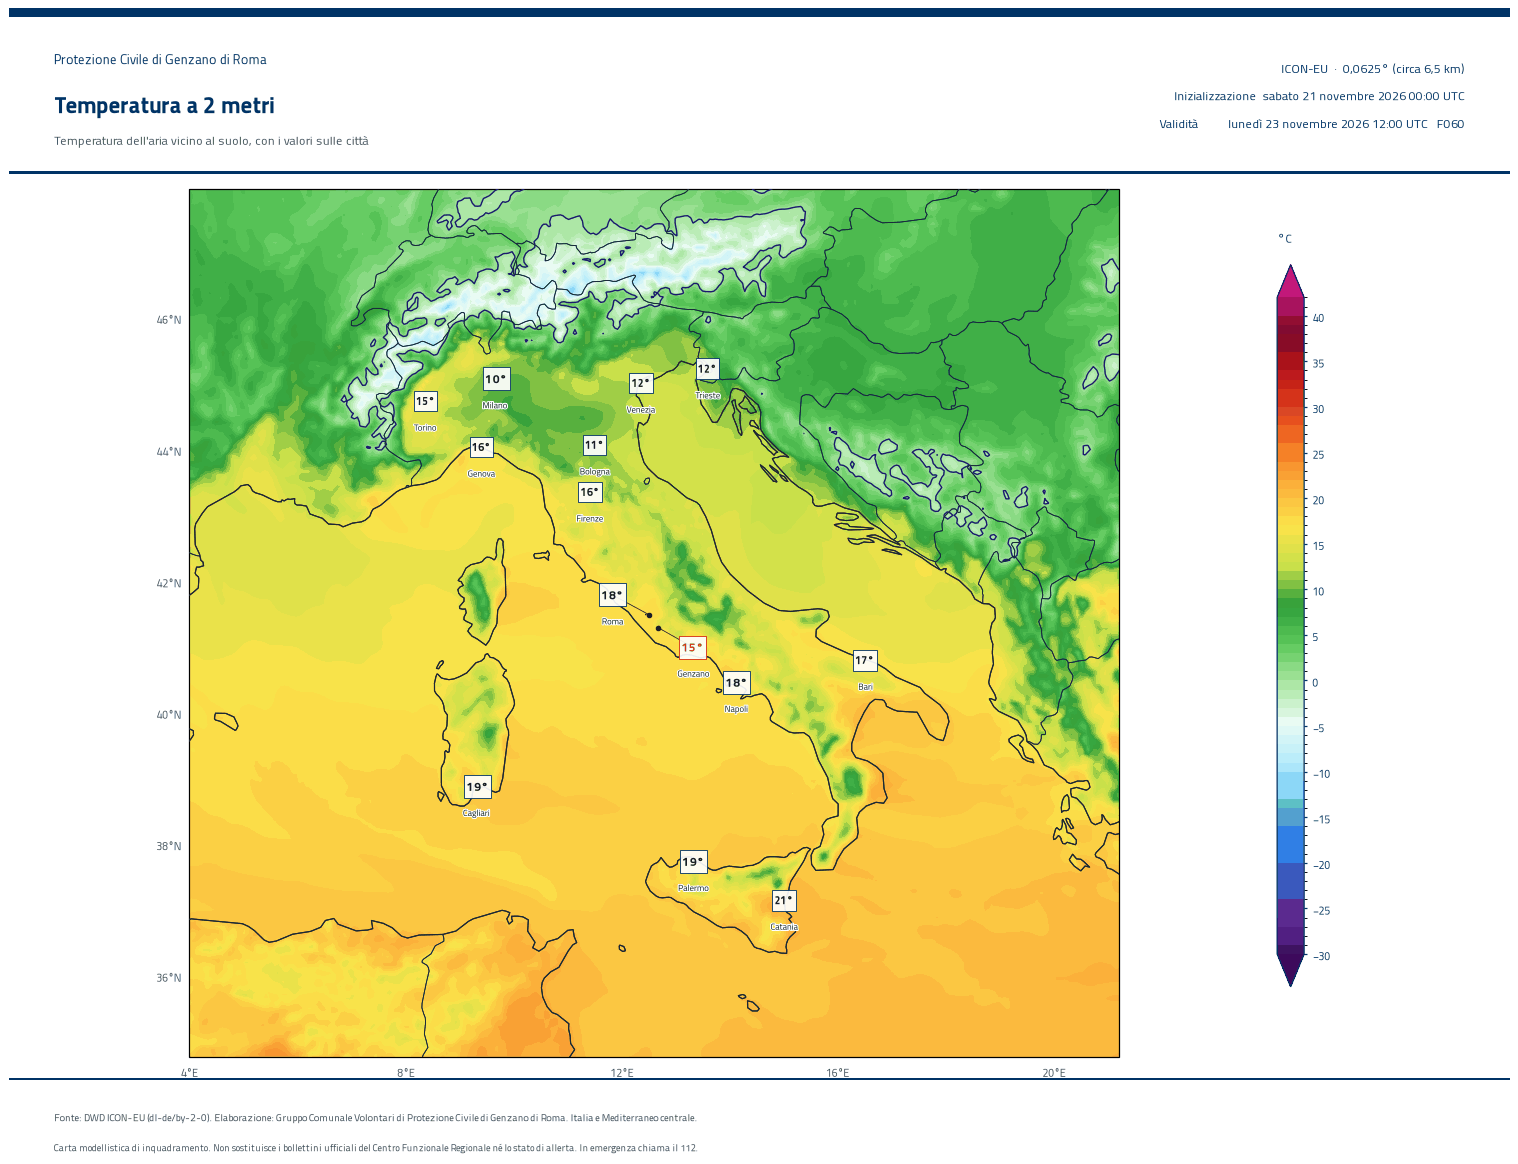 Protezione Civile di Genzano di Roma
Temperatura a 2 metri
Temperatura dell'aria vicino al suolo, con i valori sulle città
ICON-EU · 0,0625° (circa 6,5 km)
Inizializzazione sabato 21 novembre 2026 00:00 UTC
Validità lunedì 23 novembre 2026 12:00 UTC F060
°C
46°N
44°N
42°N
40°N
38°N
36°N
4°E
8°E
12°E
16°E
20°E
10°
Milano
15°
Torino
12°
Venezia
12°
Trieste
16°
Genova
11°
Bologna
16°
Firenze
18°
Roma
15°
Genzano
18°
Napoli
17°
Bari
19°
Cagliari
19°
Palermo
21°
Catania
40
35
30
25
20
15
10
5
0
−5
−10
−15
−20
−25
−30
Fonte: DWD ICON-EU (dl-de/by-2-0). Elaborazione: Gruppo Comunale Volontari di Protezione Civile di Genzano di Roma. Italia e Mediterraneo centrale.
Carta modellistica di inquadramento. Non sostituisce i bollettini ufficiali del Centro Funzionale Regionale né lo stato di allerta. In emergenza chiama il 112.